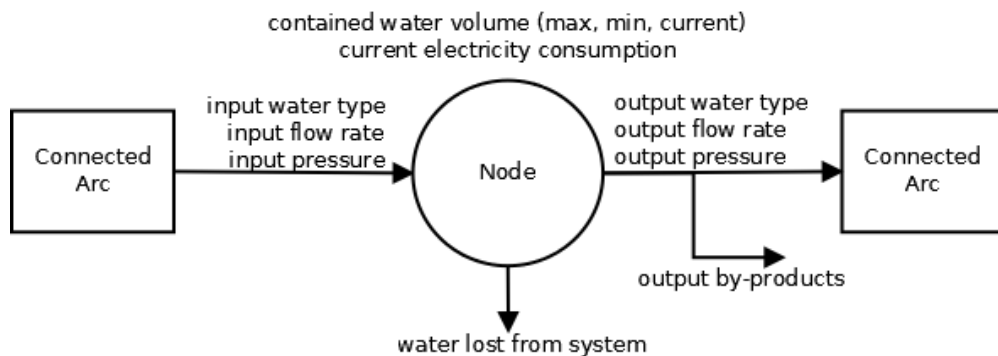 contained water volume (max, min, current)
current electricity consumption
Connected
Arc
input water type
input flow rate
input pressure
Node
output water type
output flow rate
output pressure
Connected
Arc
output by-products
water lost from system